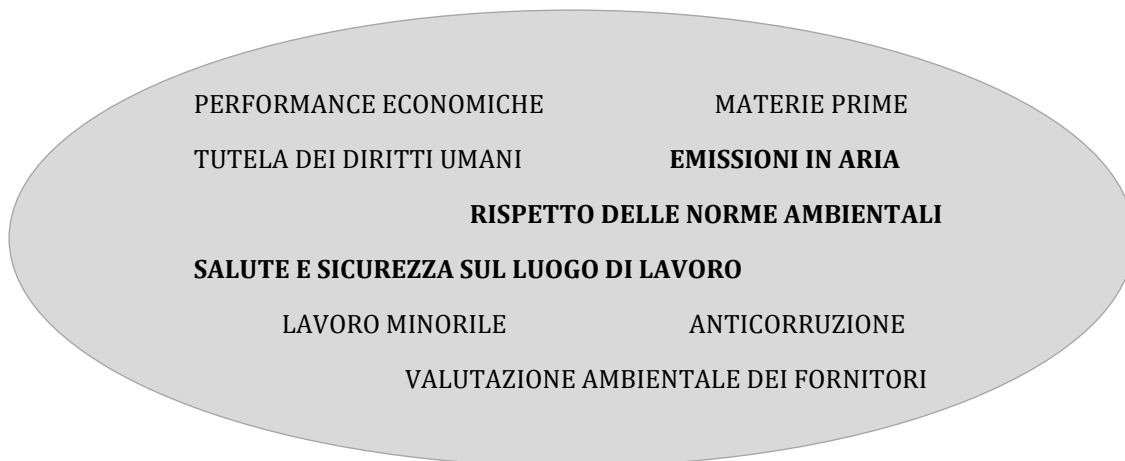 PERFORMANCE ECONOMICHE MATERIE PRIME
TUTELA DEI DIRITTI UMANI EMISSIONI IN ARIA
RISPETTO DELLE NORME AMBIENTALI
SALUTE E SICUREZZA SUL LUOGO DI LAVORO
LAVORO MINORILE ANTICORRUZIONE
VALUTAZIONE AMBIENTALE DEI FORNITORI